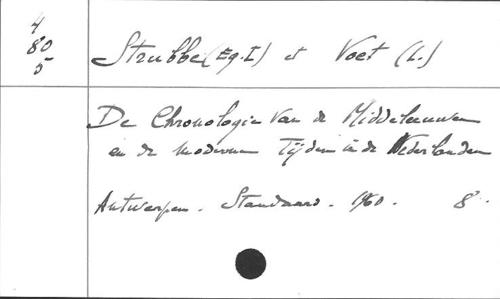 4
80
5
Strubbe (Eg. I) et Voet (L.)
De Chronologie Van de Middeleeuwen
en de moderne Tijden in de Nederlanden
Antwerpen. Standaard. 1960. 8°.